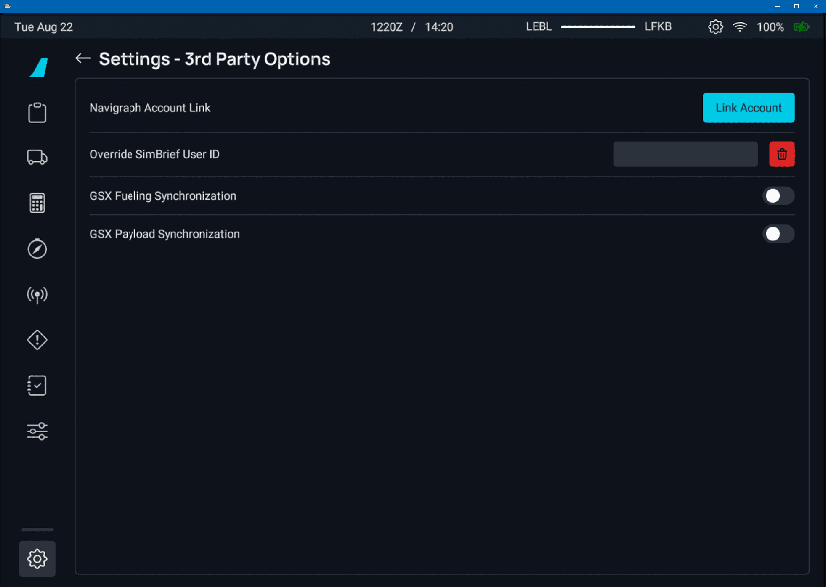 Tue Aug 22 1220Z / 14:20 LEBL LFKB 100%
Settings - 3rd Party Options
Navigraph Account Link Link Account
Override SimBrief User ID
GSX Fueling Synchronization
GSX Payload Synchronization